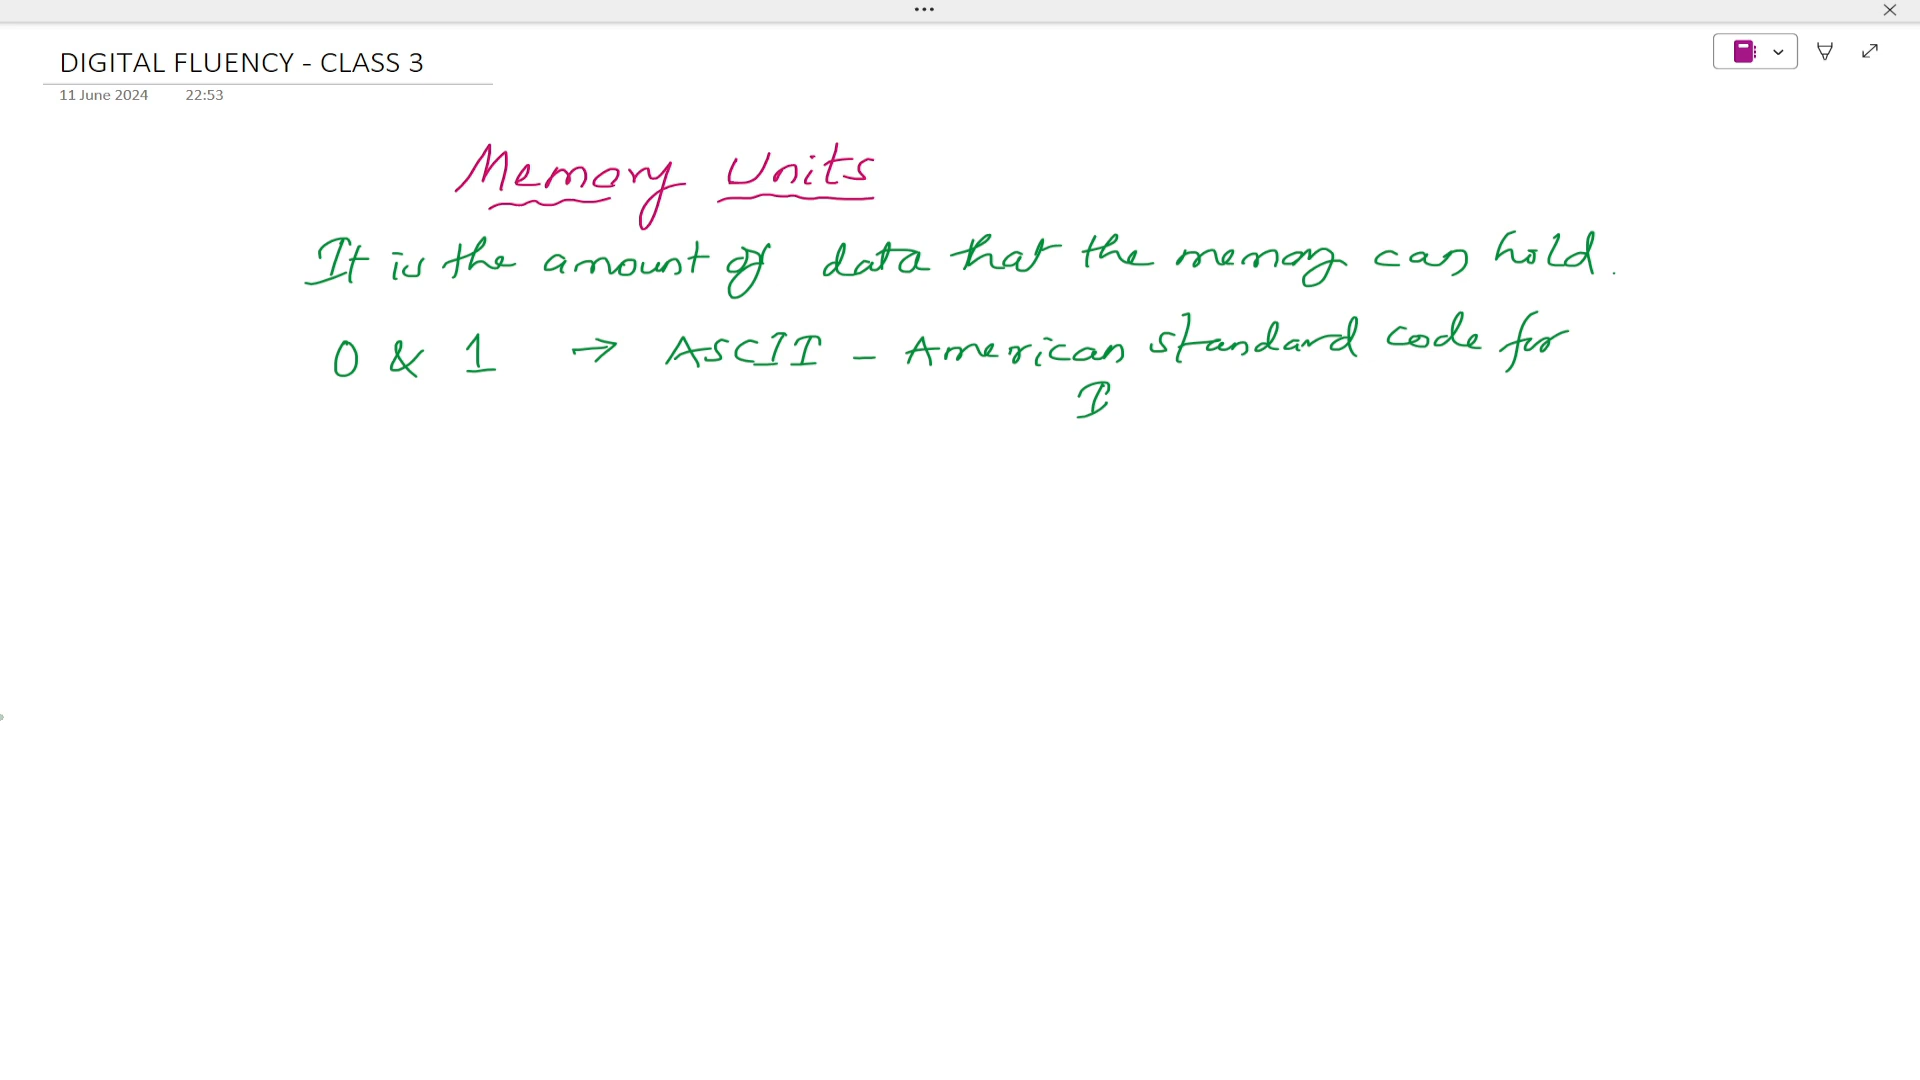 DIGITAL FLUENCY - CLASS 3
11 June 2024 22:53
Memory Units
It is the amount of data that the memory can hold.
0 & 1 → ASCII - American standard code for
I